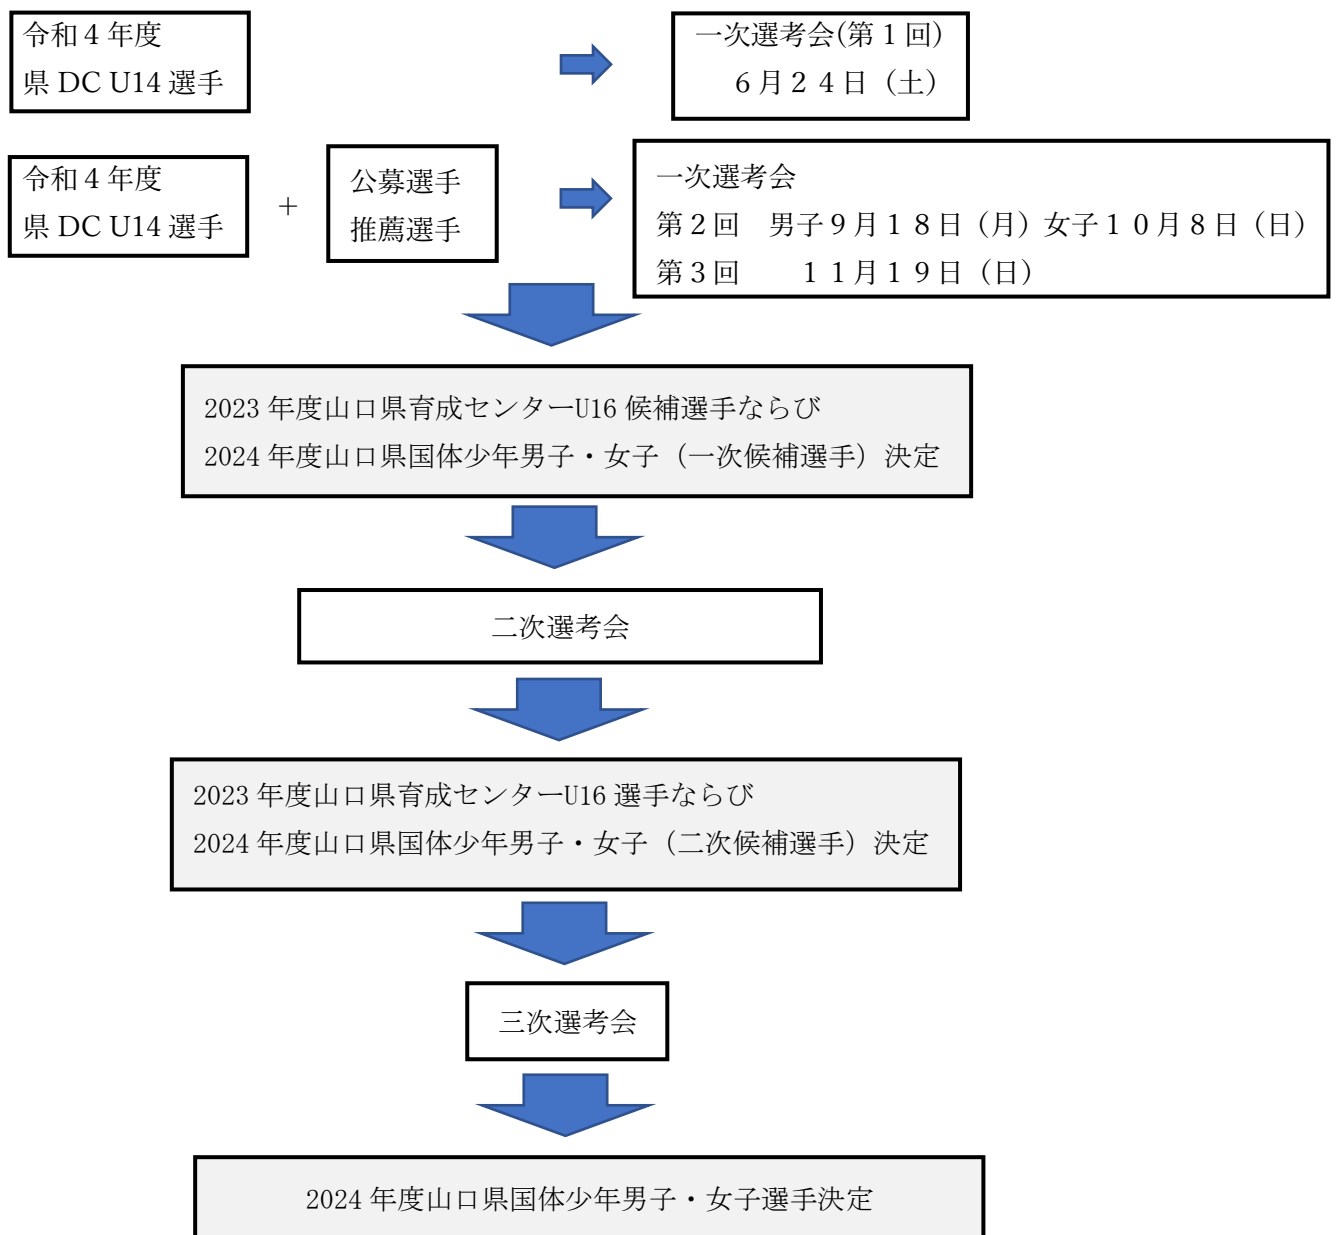 令和４年度
県 DC U14 選手
一次選考会(第１回)
６月２４日（土）
令和４年度
県 DC U14 選手
＋
公募選手
推薦選手
一次選考会
第２回　男子９月１８日（月）女子１０月８日（日）
第３回　　１１月１９日（日）
2023 年度山口県育成センターU16 候補選手ならび
2024 年度山口県国体少年男子・女子（一次候補選手）決定
二次選考会
2023 年度山口県育成センターU16 選手ならび
2024 年度山口県国体少年男子・女子（二次候補選手）決定
三次選考会
2024 年度山口県国体少年男子・女子選手決定